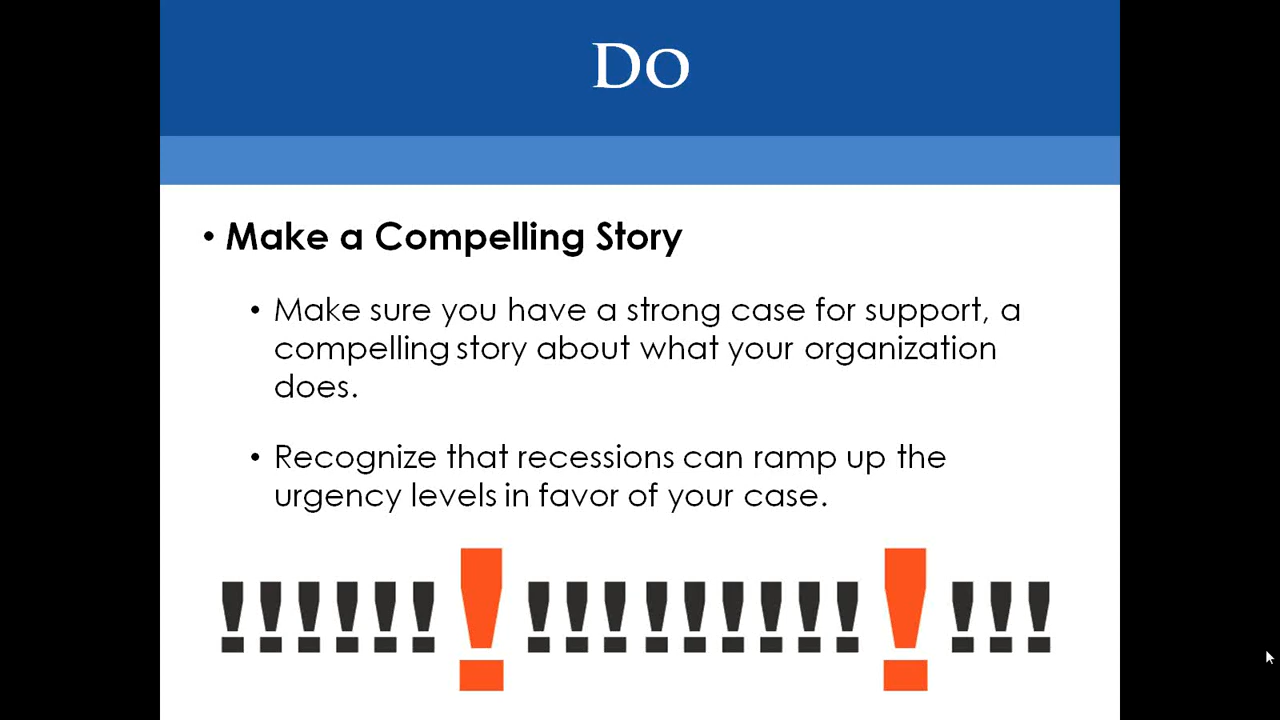 Do
• Make a Compelling Story
• Make sure you have a strong case for support, a
compelling story about what your organization
does.
• Recognize that recessions can ramp up the
urgency levels in favor of your case.
!!!!!!!!!!!!!!!!!!!!